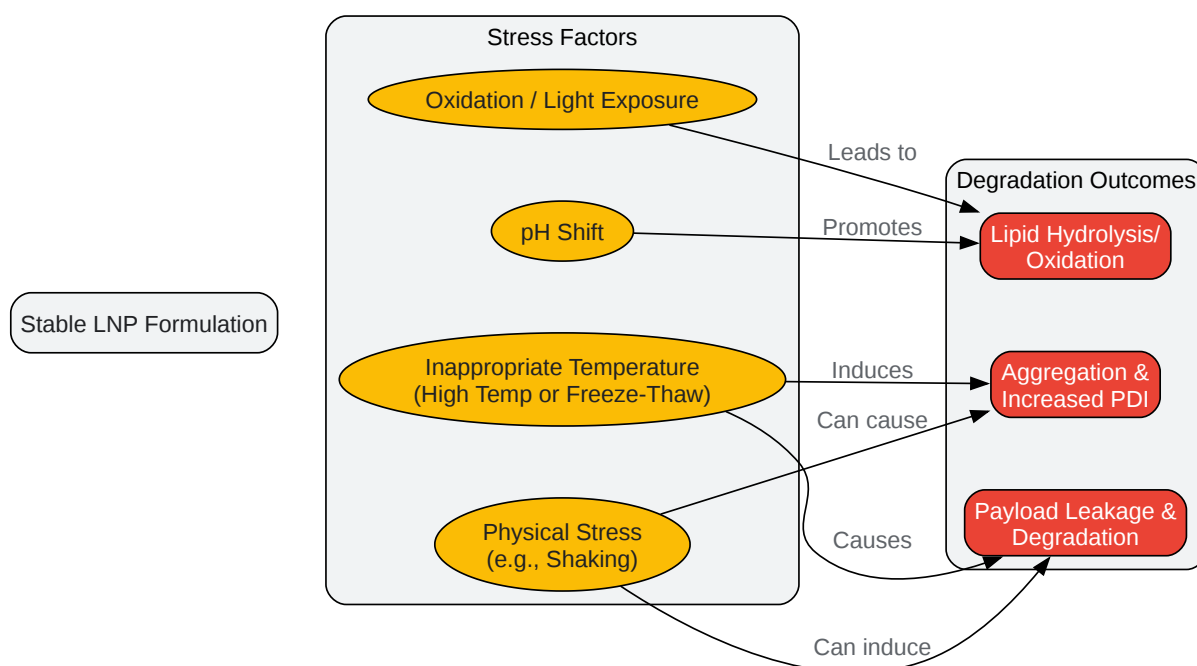 Stress Factors
Oxidation / Light Exposure
Leads to
Degradation Outcomes
pH Shift
Promotes
Lipid Hydrolysis/
Oxidation
Stable LNP Formulation
Inappropriate Temperature
(High Temp or Freeze-Thaw)
Induces
Aggregation &
Increased PDI
Can cause
Physical Stress
(e.g., Shaking)
Causes
Payload Leakage &
Degradation
Can induce